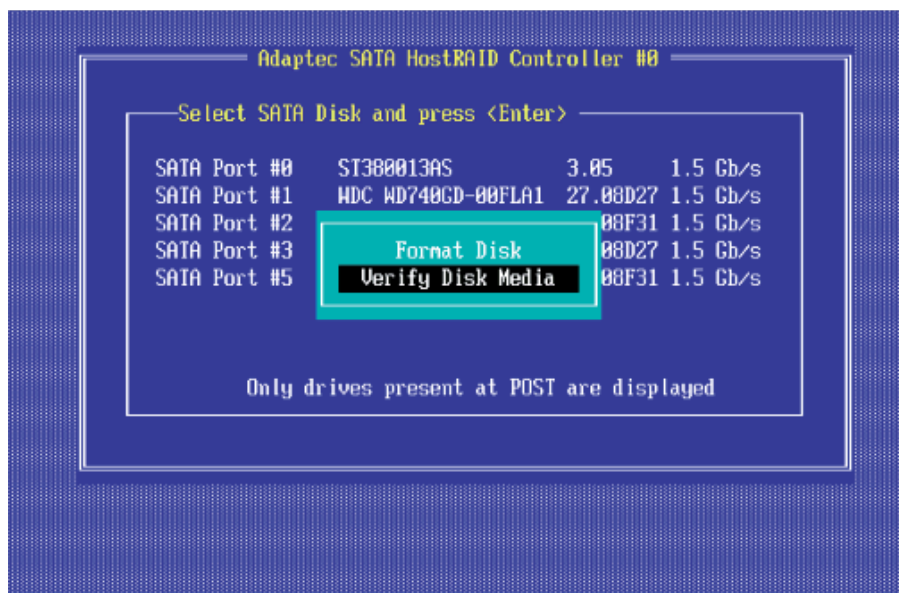 Adaptec SATA HostRAID Controller #0
Select SATA Disk and press <Enter>
SATA Port #0 ST380013AS 3.05 1.5 Gb/s
SATA Port #1 WDC WD740GD-00FLA1 27.08D27 1.5 Gb/s
SATA Port #2 08F31 1.5 Gb/s
SATA Port #3 08D27 1.5 Gb/s
SATA Port #5 08F31 1.5 Gb/s
Format Disk
Verify Disk Media
Only drives present at POST are displayed